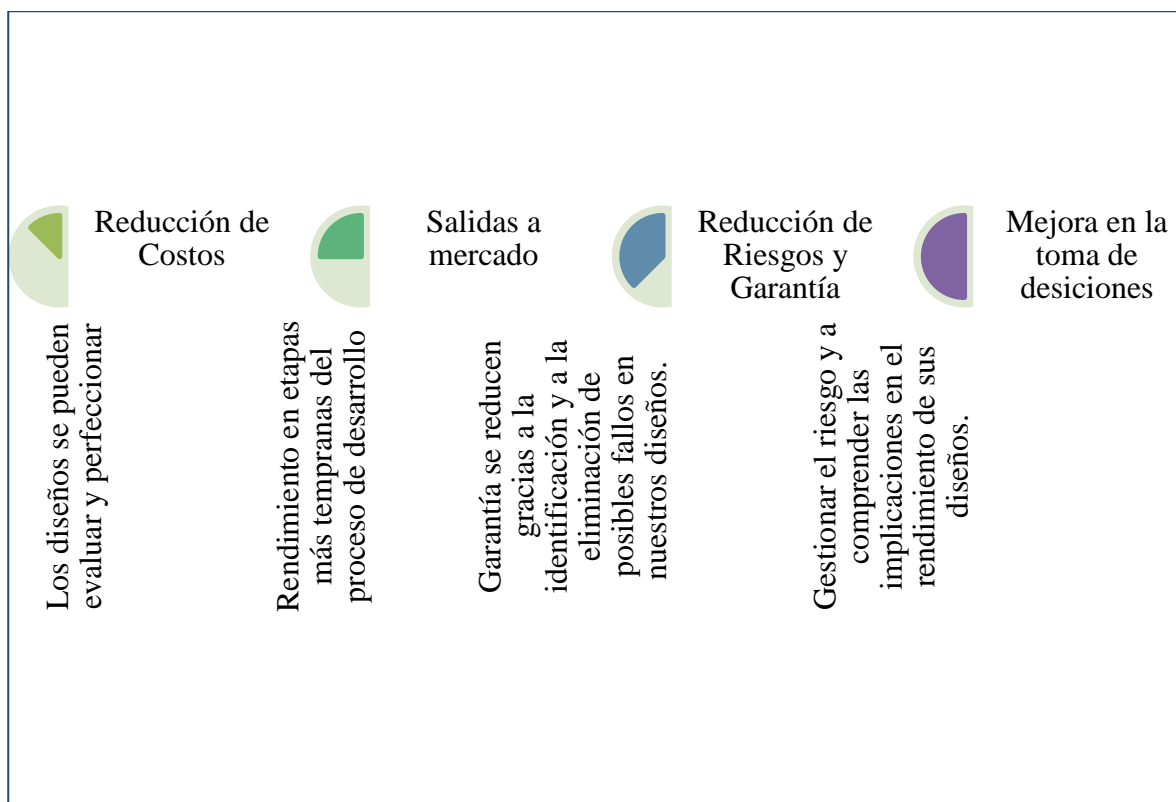 Reducción de
Costos
Los diseños se pueden
evaluar y perfeccionar
Salidas a
mercado
Rendimiento en etapas
más tempranas del
proceso de desarrollo
Reducción de
Riesgos y
Garantía
Garantía se reducen
gracias a la
identificación y a la
eliminación de
posibles fallos en
nuestros diseños.
Mejora en la
toma de
desiciones
Gestionar el riesgo y a
comprender las
implicaciones en el
rendimiento de sus
diseños.